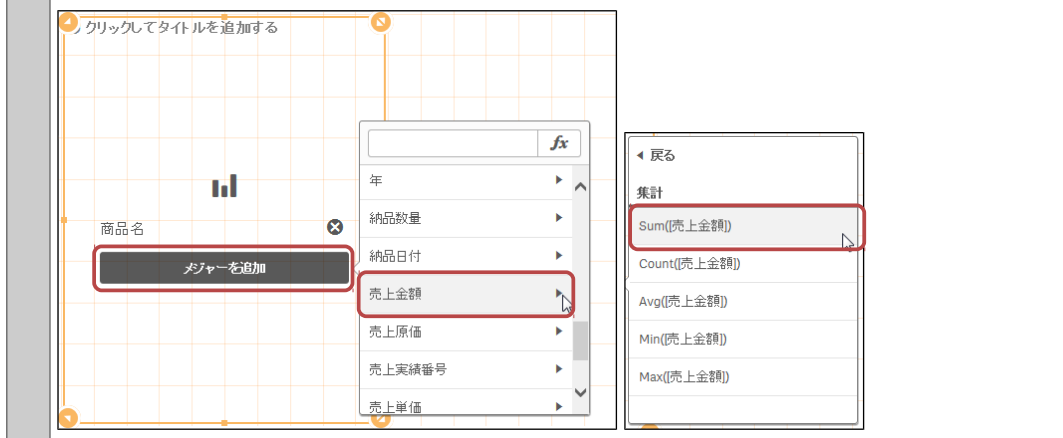 クリックしてタイトルを追加する
商品名
メジャーを追加
fx
年
納品数量
納品日付
売上金額
売上原価
売上実績番号
売上単価
戻る
集計
Sum([売上金額])
Count([売上金額])
Avg([売上金額])
Min([売上金額])
Max([売上金額])